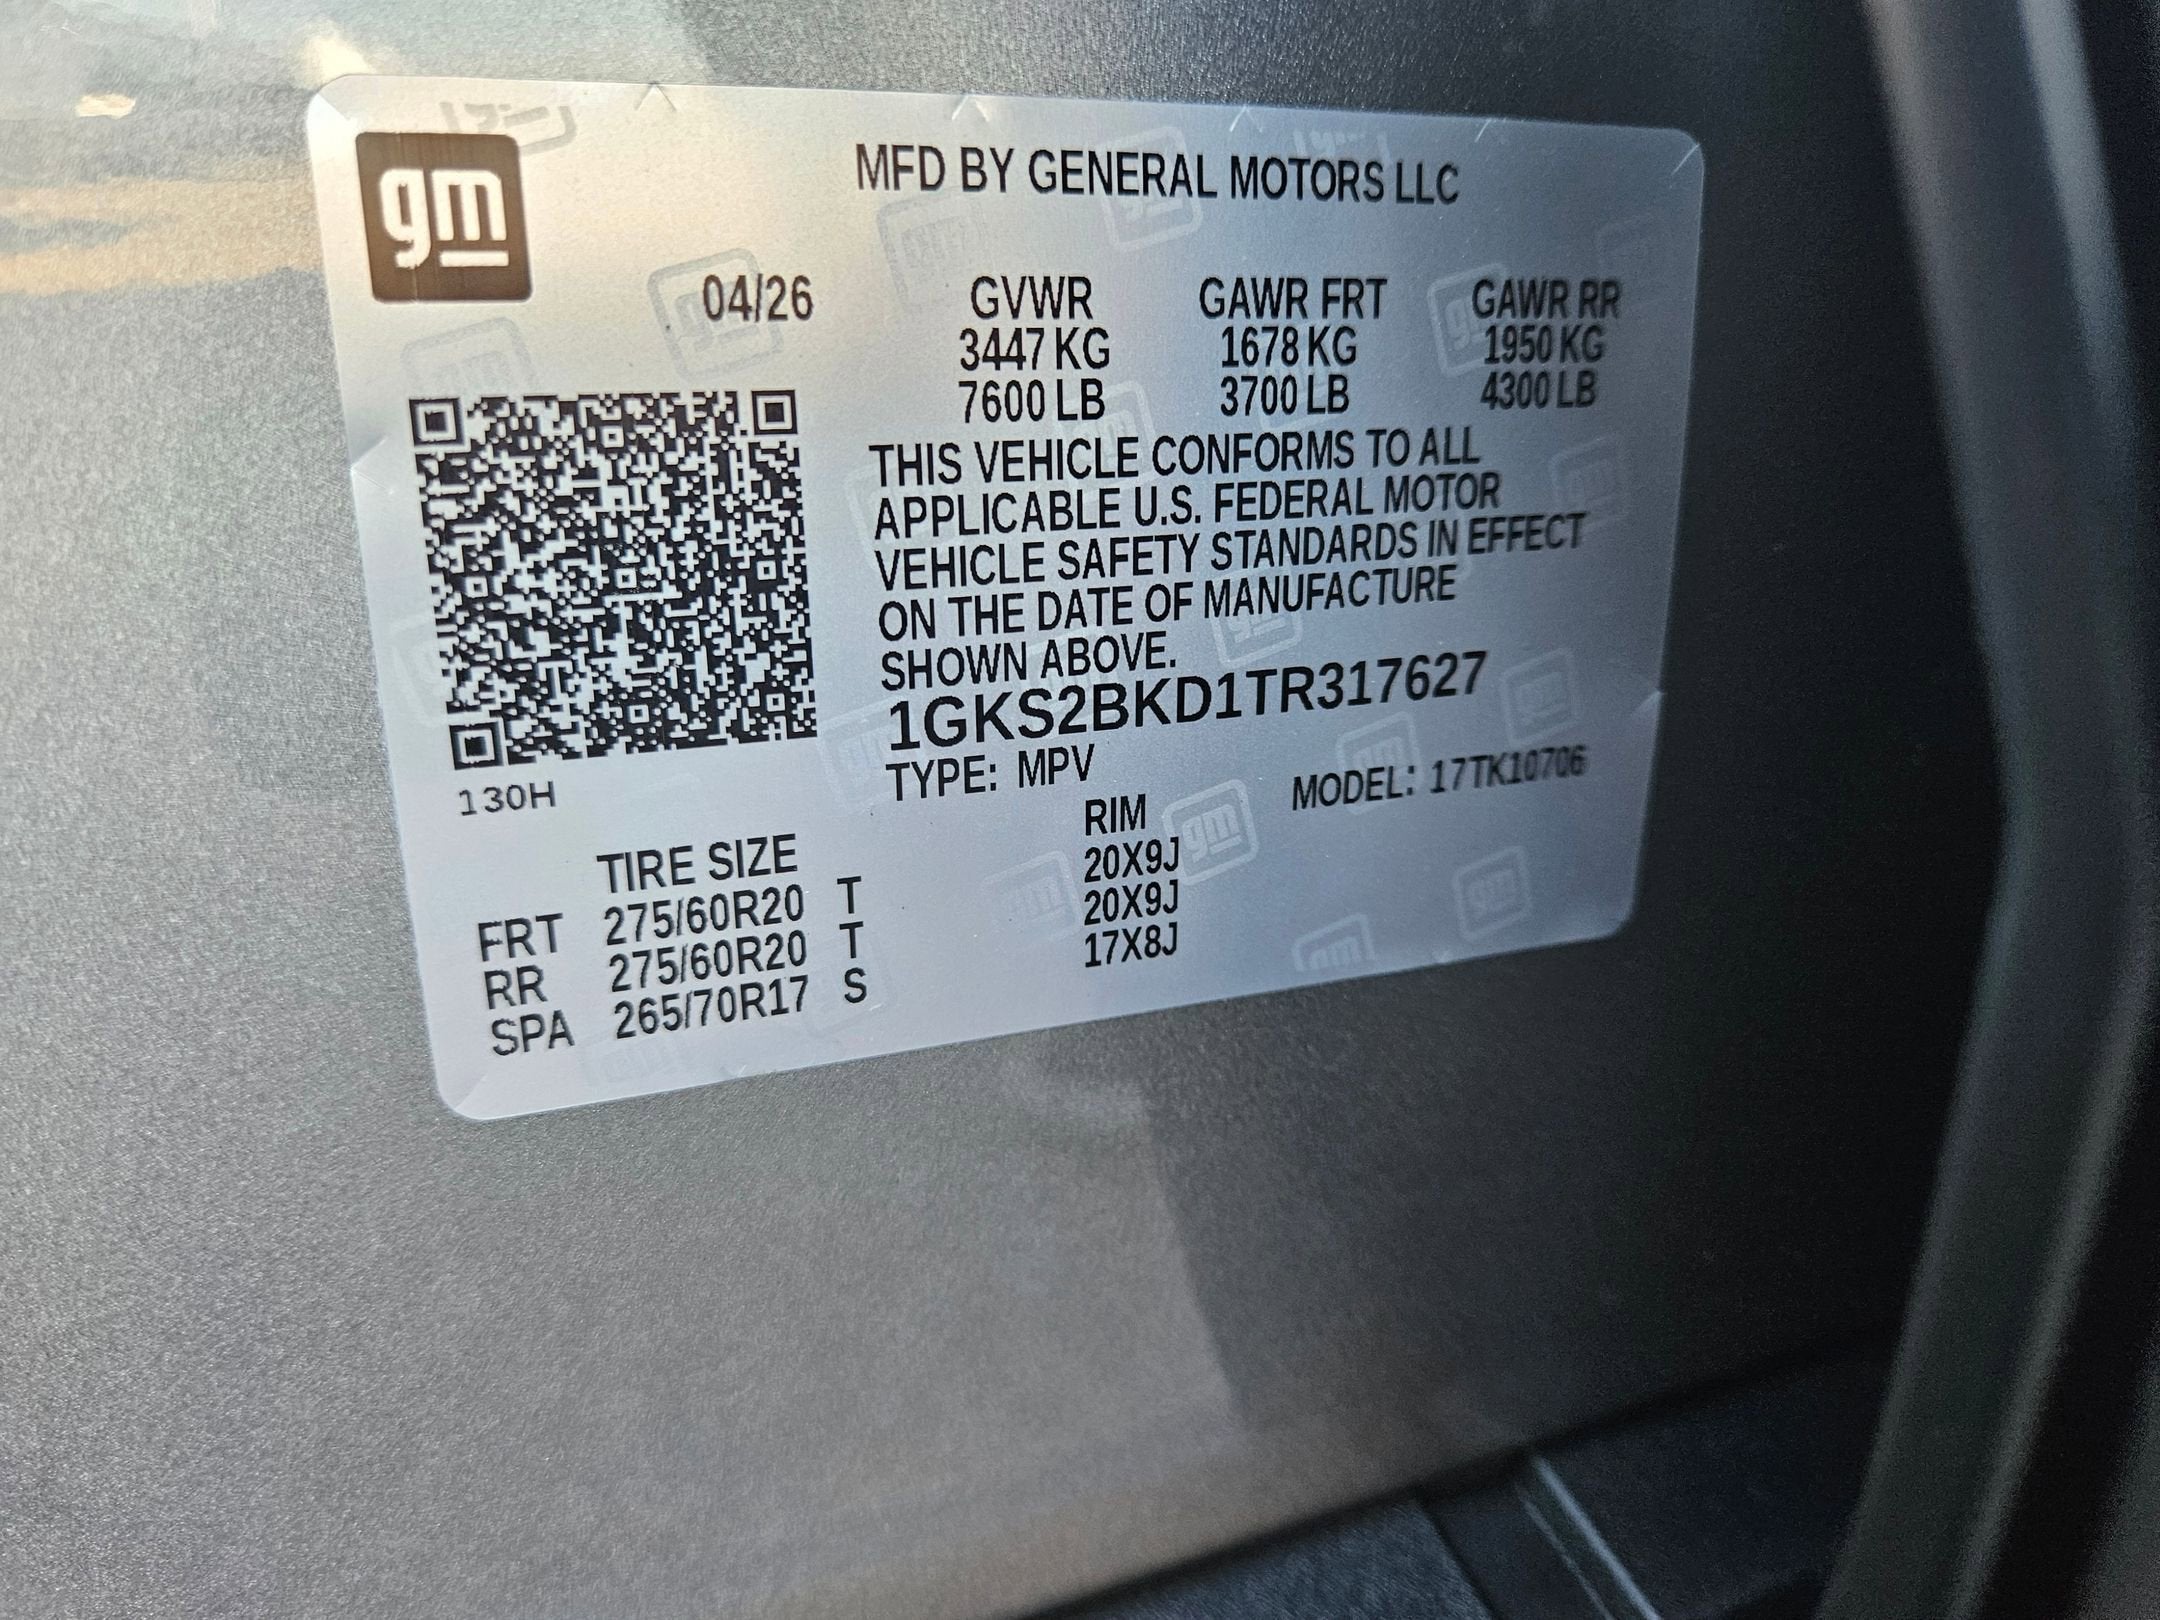 gm
MFD BY GENERAL MOTORS LLC
04/26 GVWR GAWR FRT GAWR RR
3447 KG 1678 KG 1950 KG
7600 LB 3700 LB 4300 LB
THIS VEHICLE CONFORMS TO ALL
APPLICABLE U.S. FEDERAL MOTOR
VEHICLE SAFETY STANDARDS IN EFFECT
ON THE DATE OF MANUFACTURE
SHOWN ABOVE.
1GKS2BKD1TR317627
TYPE: MPV MODEL: 17TK10706
130H
TIRE SIZE RIM
FRT 275/60R20 T 20X9J
RR 275/60R20 T 20X9J
SPA 265/70R17 S 17X8J